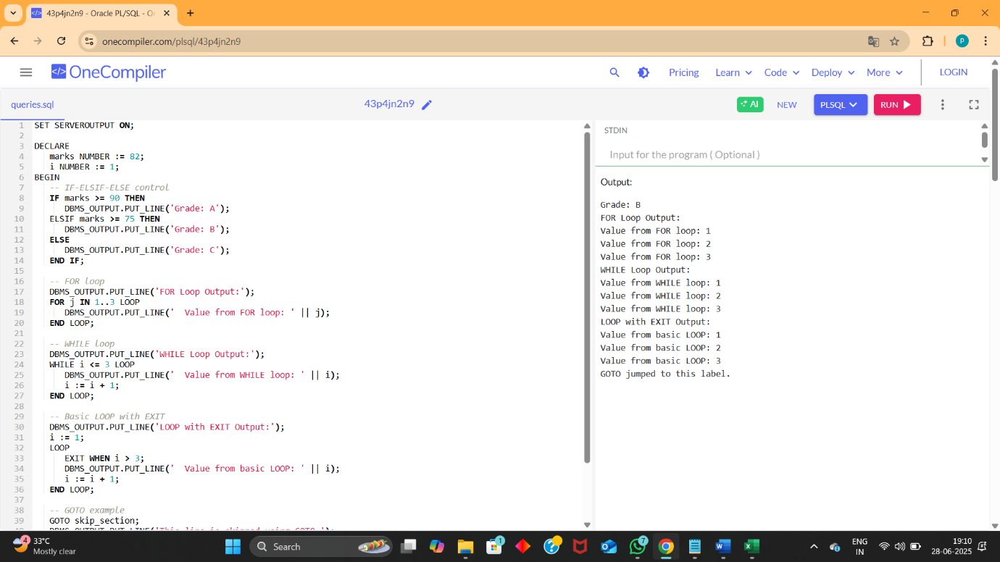 43p4jn2n9 - Oracle PL/SQL - Or
onecompiler.com/plsql/43p4jn2n9
P
</> OneCompiler
Pricing Learn Code Deploy More LOGIN
queries.sql
43p4jn2n9
AI NEW PLSQL RUN
1 SET SERVEROUTPUT ON;
2
3 DECLARE
4 marks NUMBER := 82;
5 i NUMBER := 1;
6 BEGIN
7 -- IF-ELSIF-ELSE control
8 IF marks >= 90 THEN
9 DBMS_OUTPUT.PUT_LINE('Grade: A');
10 ELSIF marks >= 75 THEN
11 DBMS_OUTPUT.PUT_LINE('Grade: B');
12 ELSE
13 DBMS_OUTPUT.PUT_LINE('Grade: C');
14 END IF;
15
16 -- FOR loop
17 DBMS_OUTPUT.PUT_LINE('FOR Loop Output:');
18 FOR j IN 1..3 LOOP
19 DBMS_OUTPUT.PUT_LINE('  Value from FOR loop: ' || j);
20 END LOOP;
21
22 -- WHILE loop
23 DBMS_OUTPUT.PUT_LINE('WHILE Loop Output:');
24 WHILE i <= 3 LOOP
25 DBMS_OUTPUT.PUT_LINE('  Value from WHILE loop: ' || i);
26 i := i + 1;
27 END LOOP;
28
29 -- Basic LOOP with EXIT
30 DBMS_OUTPUT.PUT_LINE('LOOP with EXIT Output:');
31 i := 1;
32 LOOP
33 EXIT WHEN i > 3;
34 DBMS_OUTPUT.PUT_LINE('  Value from basic LOOP: ' || i);
35 i := i + 1;
36 END LOOP;
37
38 -- GOTO example
39 GOTO skip_section;
STDIN
Input for the program ( Optional )
Output:
Grade: B
FOR Loop Output:
Value from FOR loop: 1
Value from FOR loop: 2
Value from FOR loop: 3
WHILE Loop Output:
Value from WHILE loop: 1
Value from WHILE loop: 2
Value from WHILE loop: 3
LOOP with EXIT Output:
Value from basic LOOP: 1
Value from basic LOOP: 2
Value from basic LOOP: 3
GOTO jumped to this label.
4 33°C
Mostly clear
Search
1
7
ENG
IN
19:10
28-06-2025